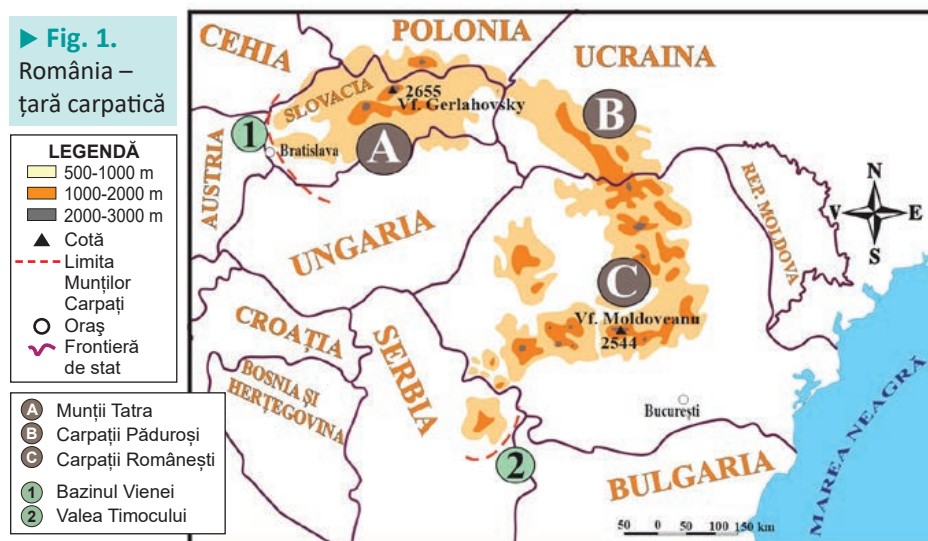 ▶ Fig. 1.
România –
țară carpatică
LEGENDĂ
500-1000 m
1000-2000 m
2000-3000 m
Cotă
Limita
Munților
Carpați
Oraş
Frontieră
de stat
A Munții Tatra
B Carpații Păduroși
C Carpații Românești
1 Bazinul Vienei
2 Valea Timocului
CEHIA
POLONIA
UCRAINA
SLOVACIA
2655
Vf. Gerlahovsky
B
1
Bratislava
A
AUSTRIA
REP. MOLDOVA
N
V
E
S
UNGARIA
C
Vf. Moldoveanu
2544
CROAȚIA
SERBIA
BOSNIA ȘI
HERȚEGOVINA
București
2
BULGARIA
MAREA NEAGRĂ
50 0 50 100 150 km